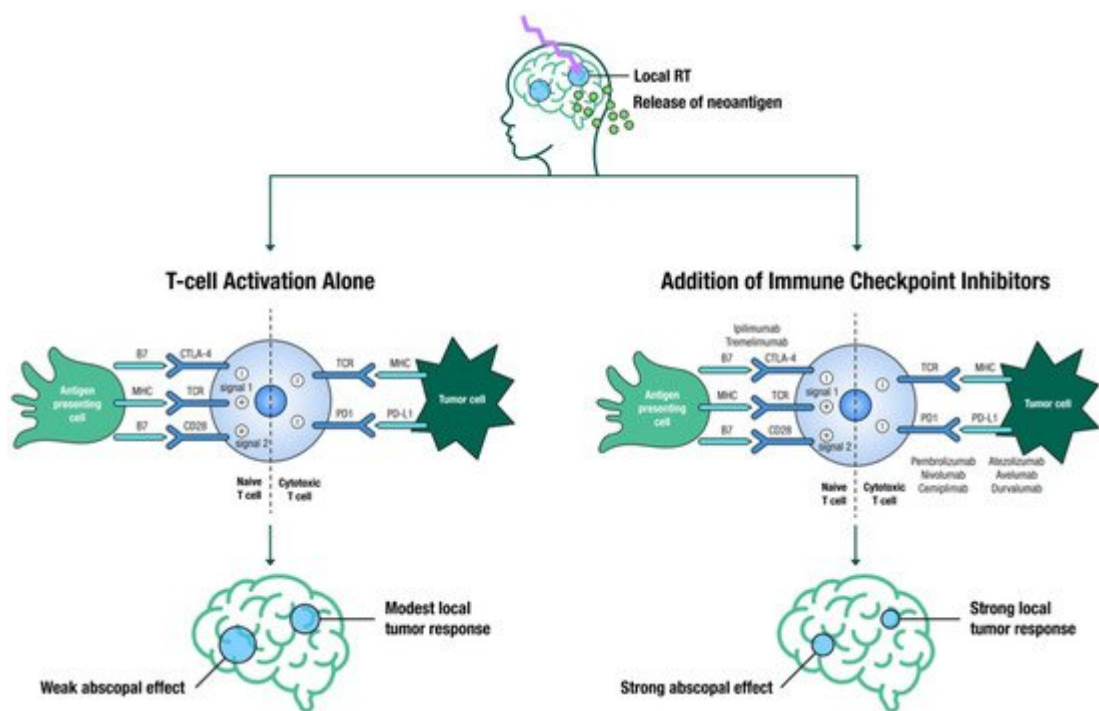 Local RT
Release of neoantigen
T-cell Activation Alone
B7
CTLA-4
Antigen
presenting
cell
MHC
TCR
B7
CD28
signal 1
signal 2
TCR
MHC
PD1
PD-L1
Tumor cell
Naive
T cell
Cytotoxic
T cell
Modest local
tumor response
Weak abscopal effect
Addition of Immune Checkpoint Inhibitors
Ipilimumab
Tremelimumab
B7
CTLA-4
Antigen
presenting
cell
MHC
TCR
B7
CD28
signal 1
signal 2
TCR
MHC
PD1
PD-L1
Tumor cell
Naive
T cell
Cytotoxic
T cell
Pembrolizumab
Nivolumab
Cemiplimab
Atezolizumab
Avelumab
Durvalumab
Strong local
tumor response
Strong abscopal effect